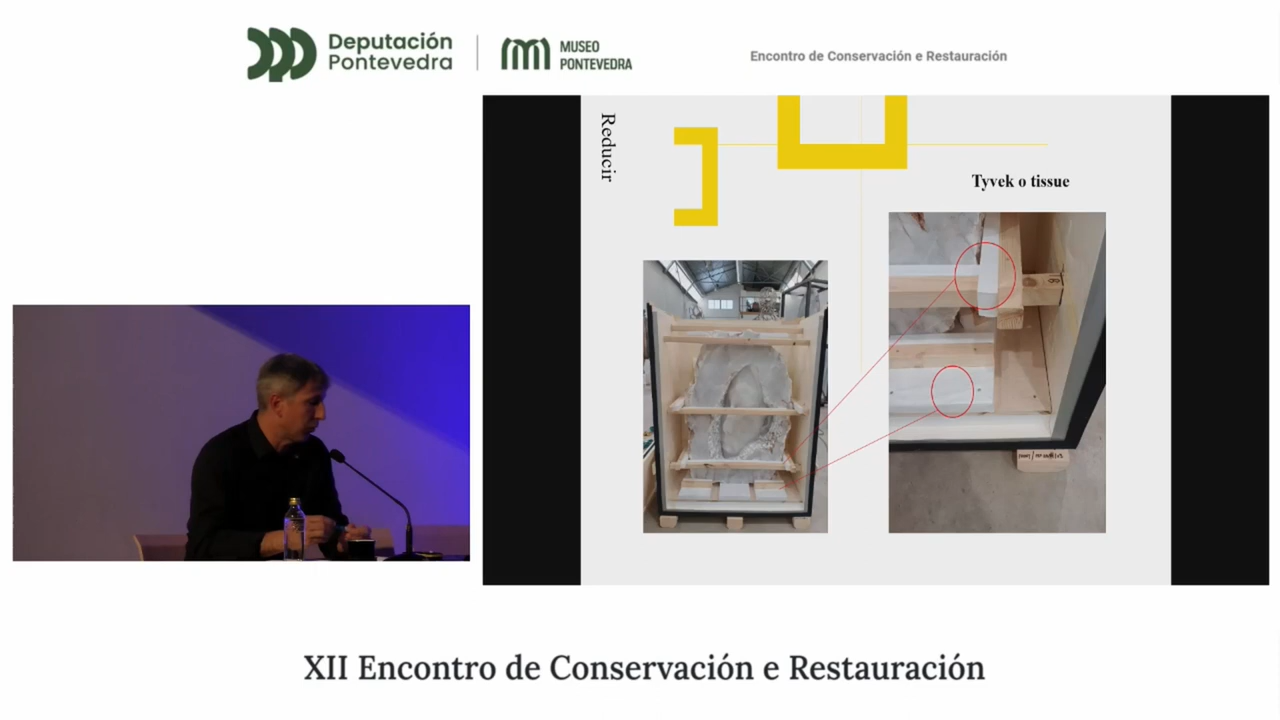 Deputación
Pontevedra
MUSEO
PONTEVEDRA
Encontro de Conservación e Restauración
Reducir
Tyvek o tissue
XII Encontro de Conservación e Restauración